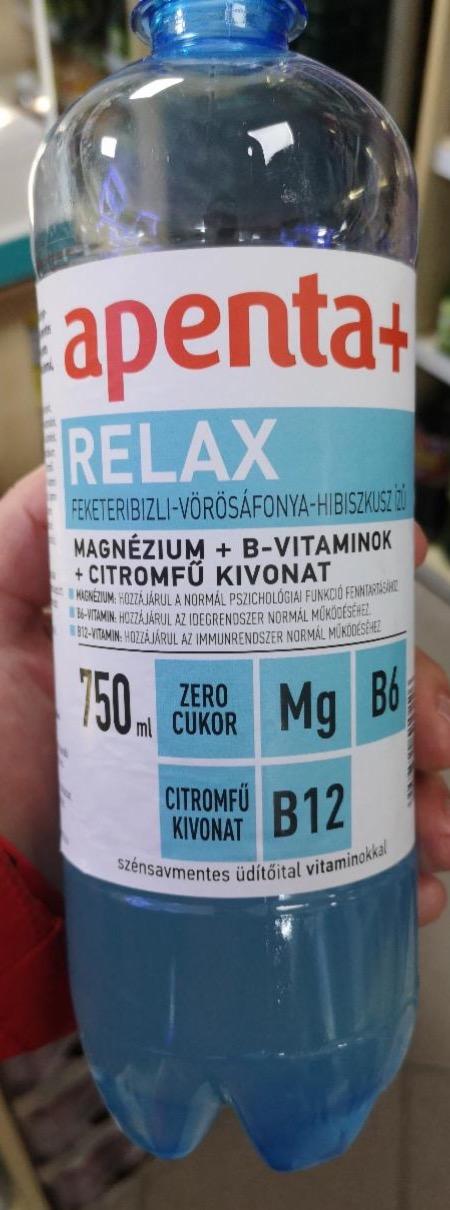 apenta+
RELAX
FEKETERIBIZLI-VÖRÖSÁFONYA-HIBISZKUSZ ÍZŰ
MAGNÉZIUM + B-VITAMINOK
+ CITROMFŰ KIVONAT
MAGNÉZIUM: HOZZÁJÁRUL A NORMÁL PSZICHOLÓGIAI FUNKCIÓ FENNTARTÁSÁHOZ.
B6-VITAMIN: HOZZÁJÁRUL AZ IDEGRENDSZER NORMÁL MŰKÖDÉSÉHEZ.
B12-VITAMIN: HOZZÁJÁRUL AZ IMMUNRENDSZER NORMÁL MŰKÖDÉSÉHEZ
750 ml
ZERO
CUKOR
Mg
B6
CITROMFŰ
KIVONAT
B12
szénsavmentes üdítőital vitaminokkal